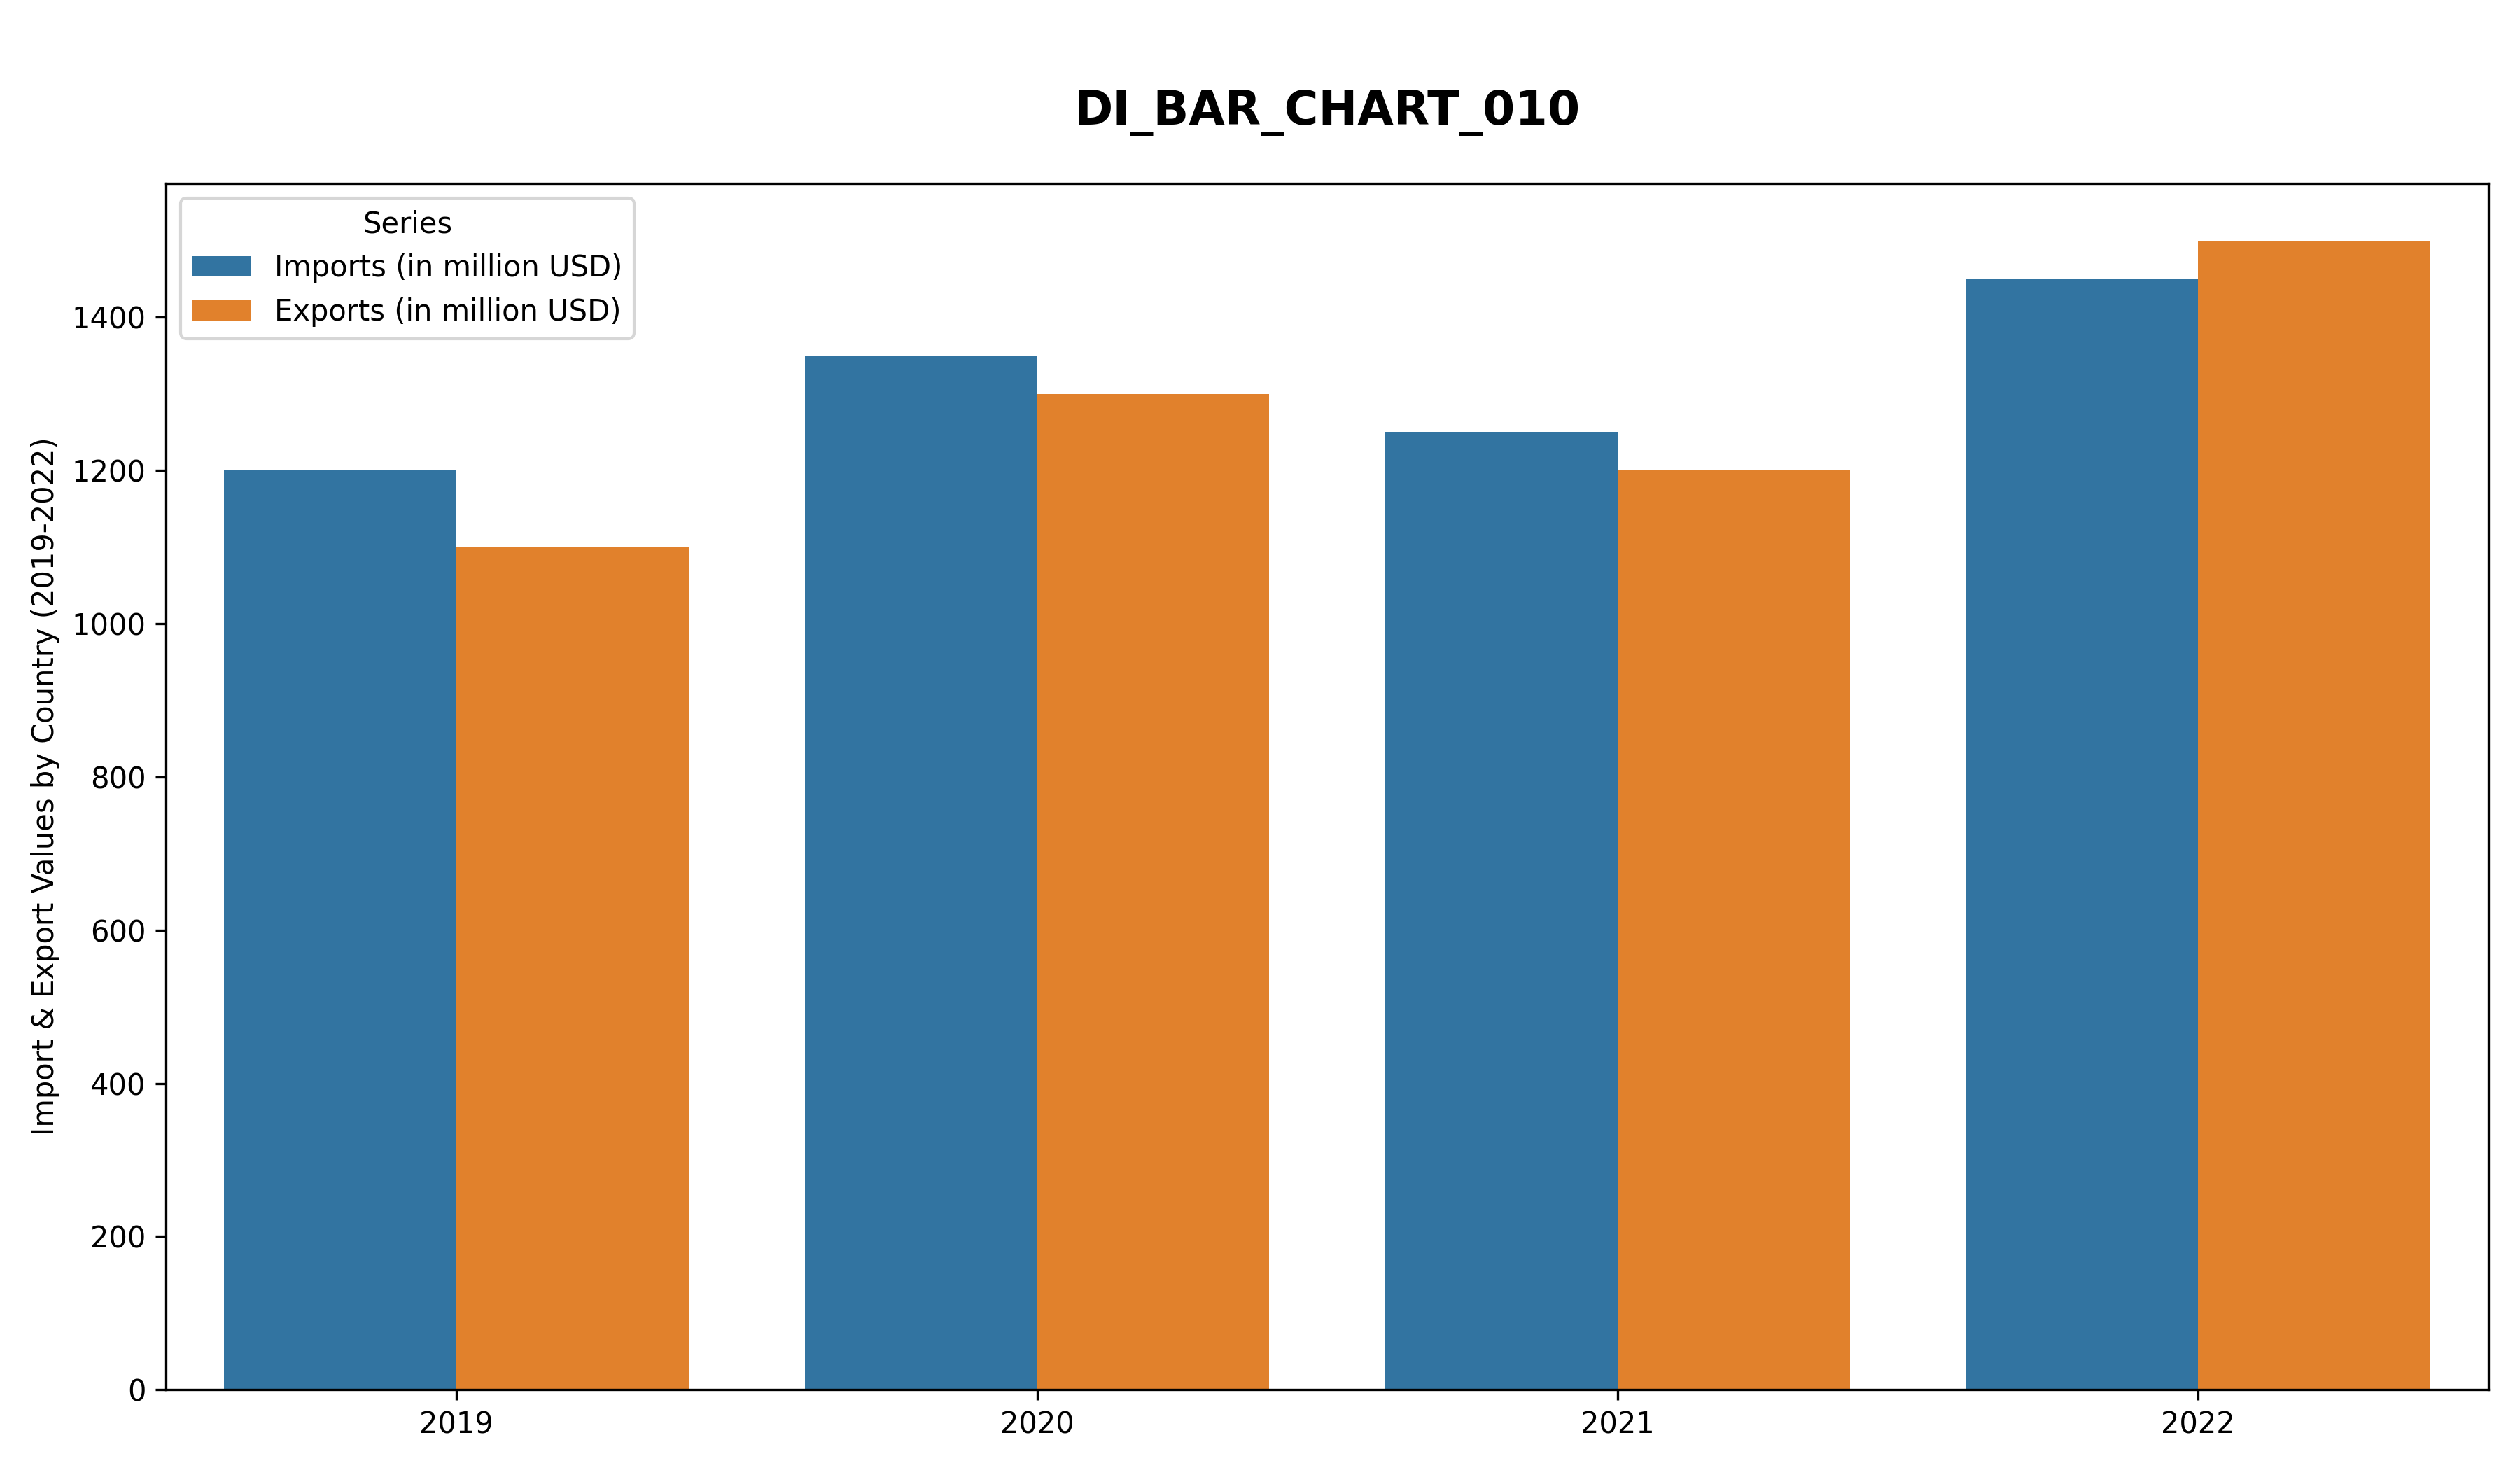 DI_BAR_CHART_010
Series
Imports (in million USD)
Exports (in million USD)
Import & Export Values by Country (2019-2022)
1400
1200
1000
800
600
400
200
0
2019 2020 2021 2022